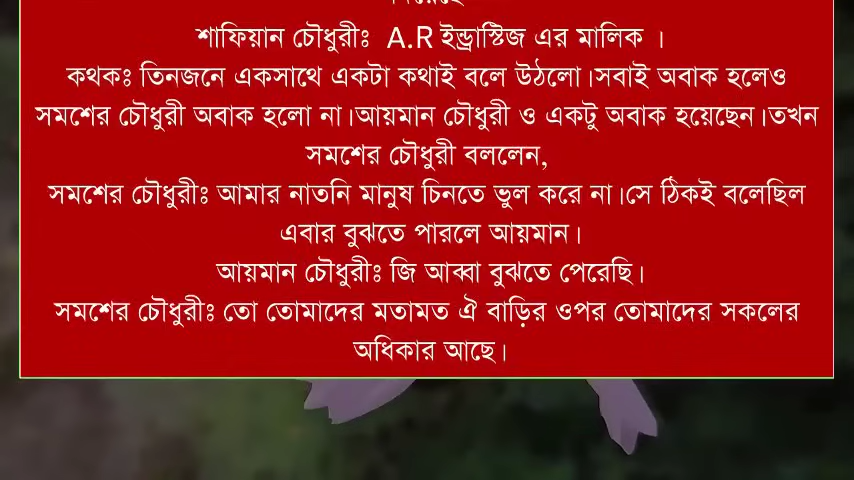 শাফিয়ান চৌধুরীঃ A.R ইন্ড্রাস্টিজ এর মালিক ।
কথকঃ তিনজনে একসাথে একটা কথাই বলে উঠলো।সবাই অবাক হলেও
সমশের চৌধুরী অবাক হলো না।আয়মান চৌধুরী ও একটু অবাক হয়েছেন।তখন
সমশের চৌধুরী বললেন,
সমশের চৌধুরীঃ আমার নাতনি মানুষ চিনতে ভুল করে না।সে ঠিকই বলেছিল
এবার বুঝতে পারলে আয়মান।
আয়মান চৌধুরীঃ জি আব্বা বুঝতে পেরেছি।
সমশের চৌধুরীঃ তো তোমাদের মতামত ঐ বাড়ির ওপর তোমাদের সকলের
অধিকার আছে।